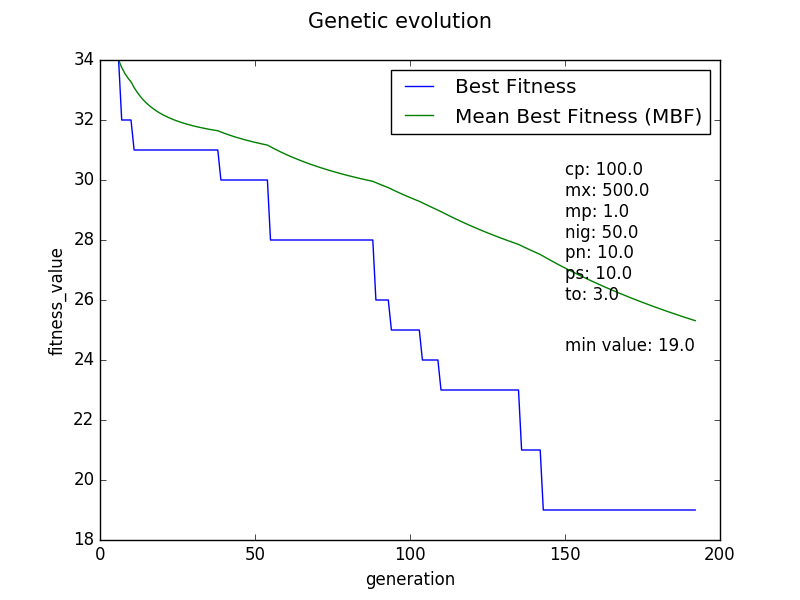 Genetic evolution
34
32
30
28
26
24
22
20
18
fitness_value
Best Fitness
Mean Best Fitness (MBF)
cp: 100.0
mx: 500.0
mp: 1.0
nig: 50.0
pn: 10.0
ps: 10.0
to: 3.0
min value: 19.0
0 50 100 150 200
generation